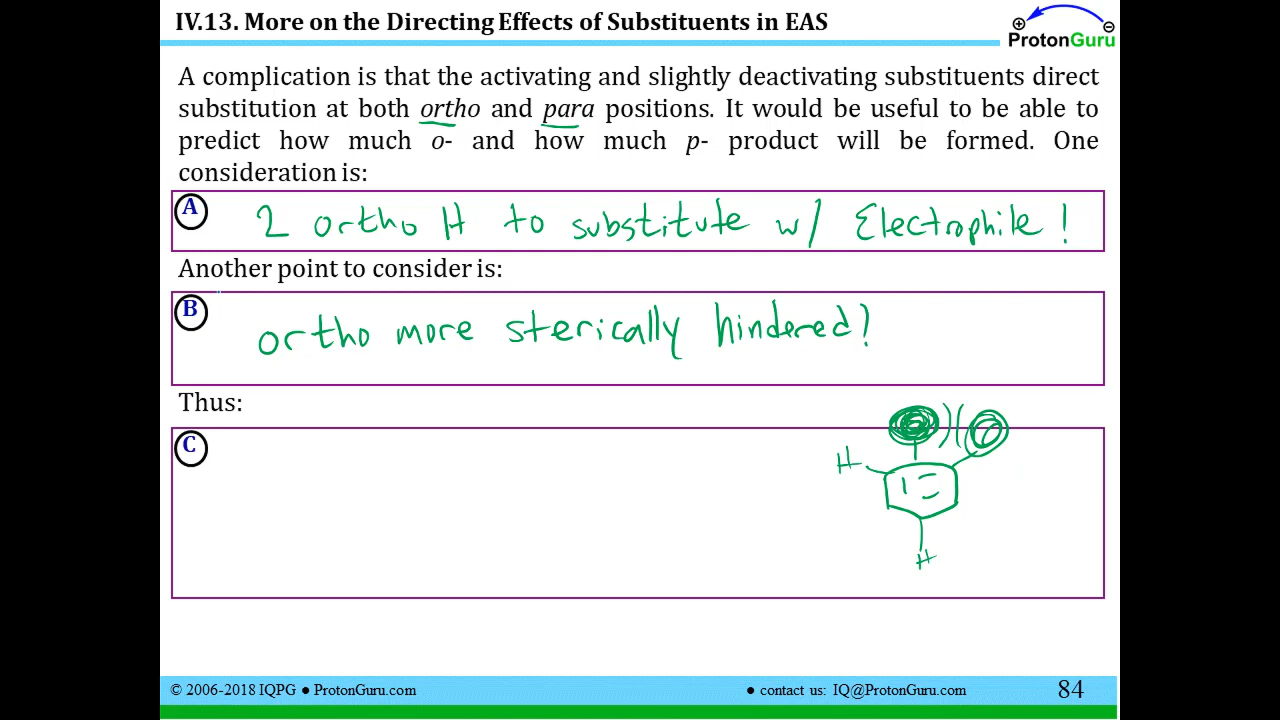 IV.13. More on the Directing Effects of Substituents in EAS
ProtonGuru
A complication is that the activating and slightly deactivating substituents direct
substitution at both ortho and para positions. It would be useful to be able to
predict how much o- and how much p- product will be formed. One
consideration is:
A
2 ortho H to substitute w/ Electrophile !
Another point to consider is:
B
ortho more sterically hindered?
Thus:
C
H
H
© 2006-2018 IQPG ● ProtonGuru.com
● contact us: IQ@ProtonGuru.com
84